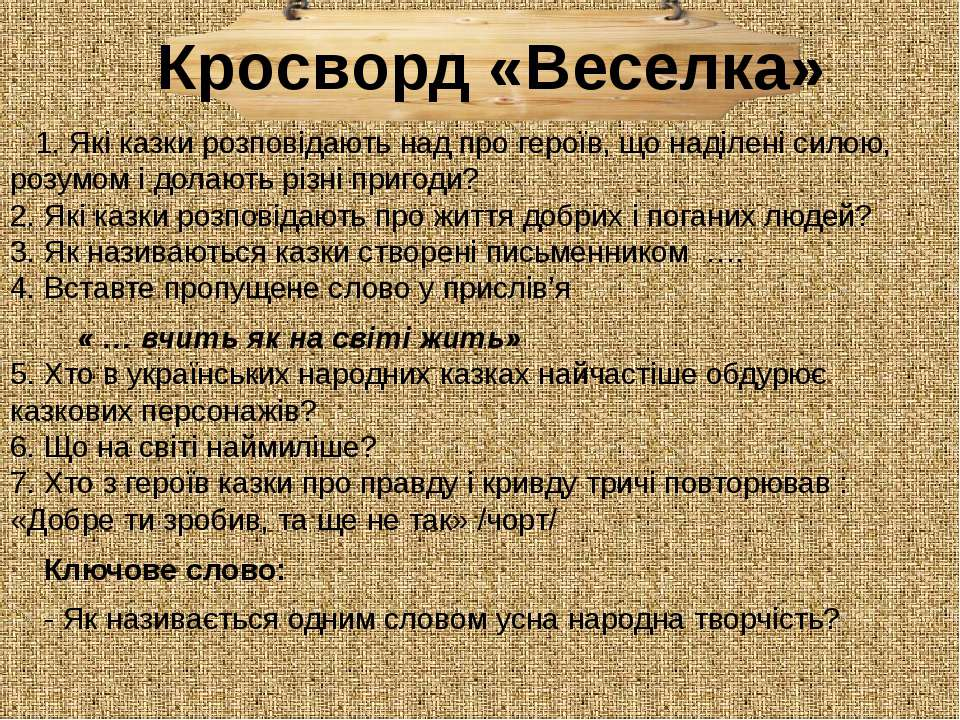 Кросворд «Веселка»
1. Які казки розповідають над про героїв, що наділені силою,
розумом і долають різні пригоди?
2. Які казки розповідають про життя добрих і поганих людей?
3. Як називаються казки створені письменником ….
4. Вставте пропущене слово у прислів'я
« … вчить як на світі жить»
5. Хто в українських народних казках найчастіше обдурює
казкових персонажів?
6. Що на світі наймиліше?
7. Хто з героїв казки про правду і кривду тричі повторював :
«Добре ти зробив, та ще не так» /чорт/
Ключове слово:
- Як називається одним словом усна народна творчість?